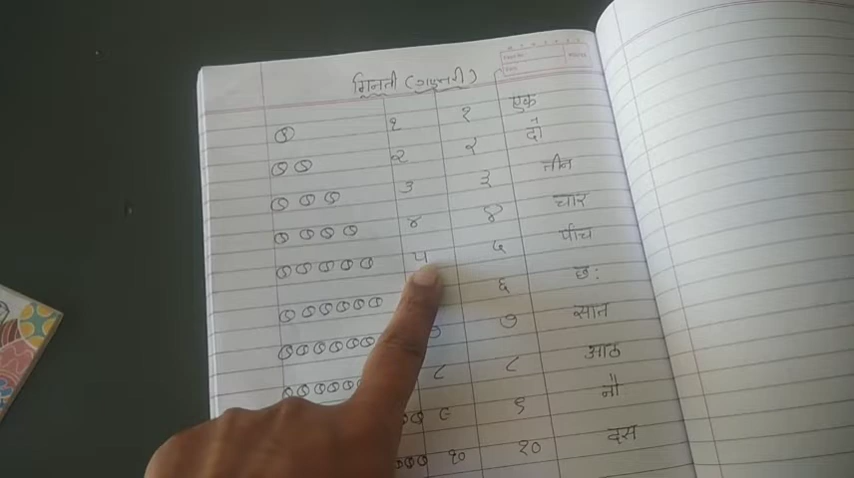 गिनती
१ १ एक
२ २ दो
३ ३ तीन
४ ४ चार
५ ५ पाँच
६ छ:
७ सात
८ ८ आठ
९ ९ नौ
१० १० दस